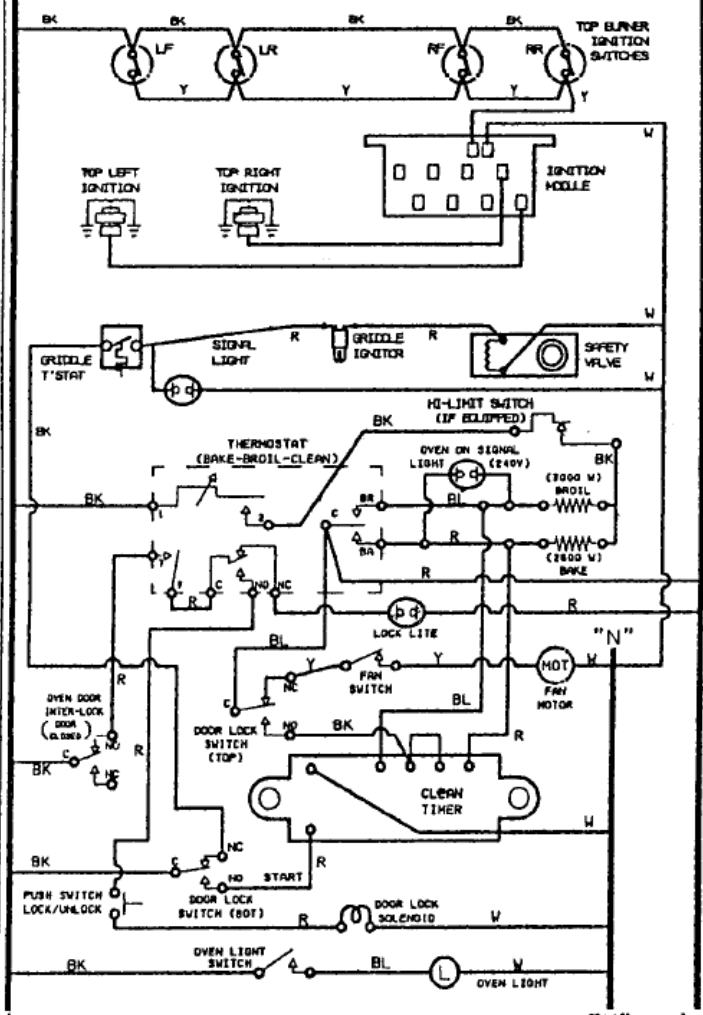 BK BK BK BK
TOP BURNER
IGNITION
SWITCHES
LF LR RF RR
Y Y Y Y
W
TOP LEFT
IGNITION
TOP RIGHT
IGNITION
IGNITION
MODULE
W
GRIDDLE
T'STAT
SIGNAL
LIGHT
R
GRIDDLE
IGNITOR
R
SAFETY
VALVE
W
BK
HI-LIMIT SWITCH
(IF EQUIPPED)
BK
THERMOSTAT
(BAKE-BROIL-CLEAN)
OVEN ON SIGNAL
LIGHT (240V)
BK
(3000 W)
BROIL
BK
L 2 C BR BL
BA R
(2600 W)
BAKE
Y
L Y C NO NC
R
R
R
LOCK LITE
"N"
BL
Y
NC
FAN
SWITCH
Y
MOT
W
FAN
MOTOR
R
OVEN DOOR
INTER-LOCK
(DOOR
CLOSED)
NO
C
NC
BK
R
C
DOOR LOCK
SWITCH
(TOP)
NO
BK
BL
R
CLEAN
TIMER
W
BK
C
NC
NO
START
R
DOOR LOCK
SWITCH (BOT)
PUSH SWITCH
LOCK/UNLOCK
R
DOOR LOCK
SOLENOID
W
OVEN LIGHT
SWITCH
BK
BL
L
W
OVEN LIGHT